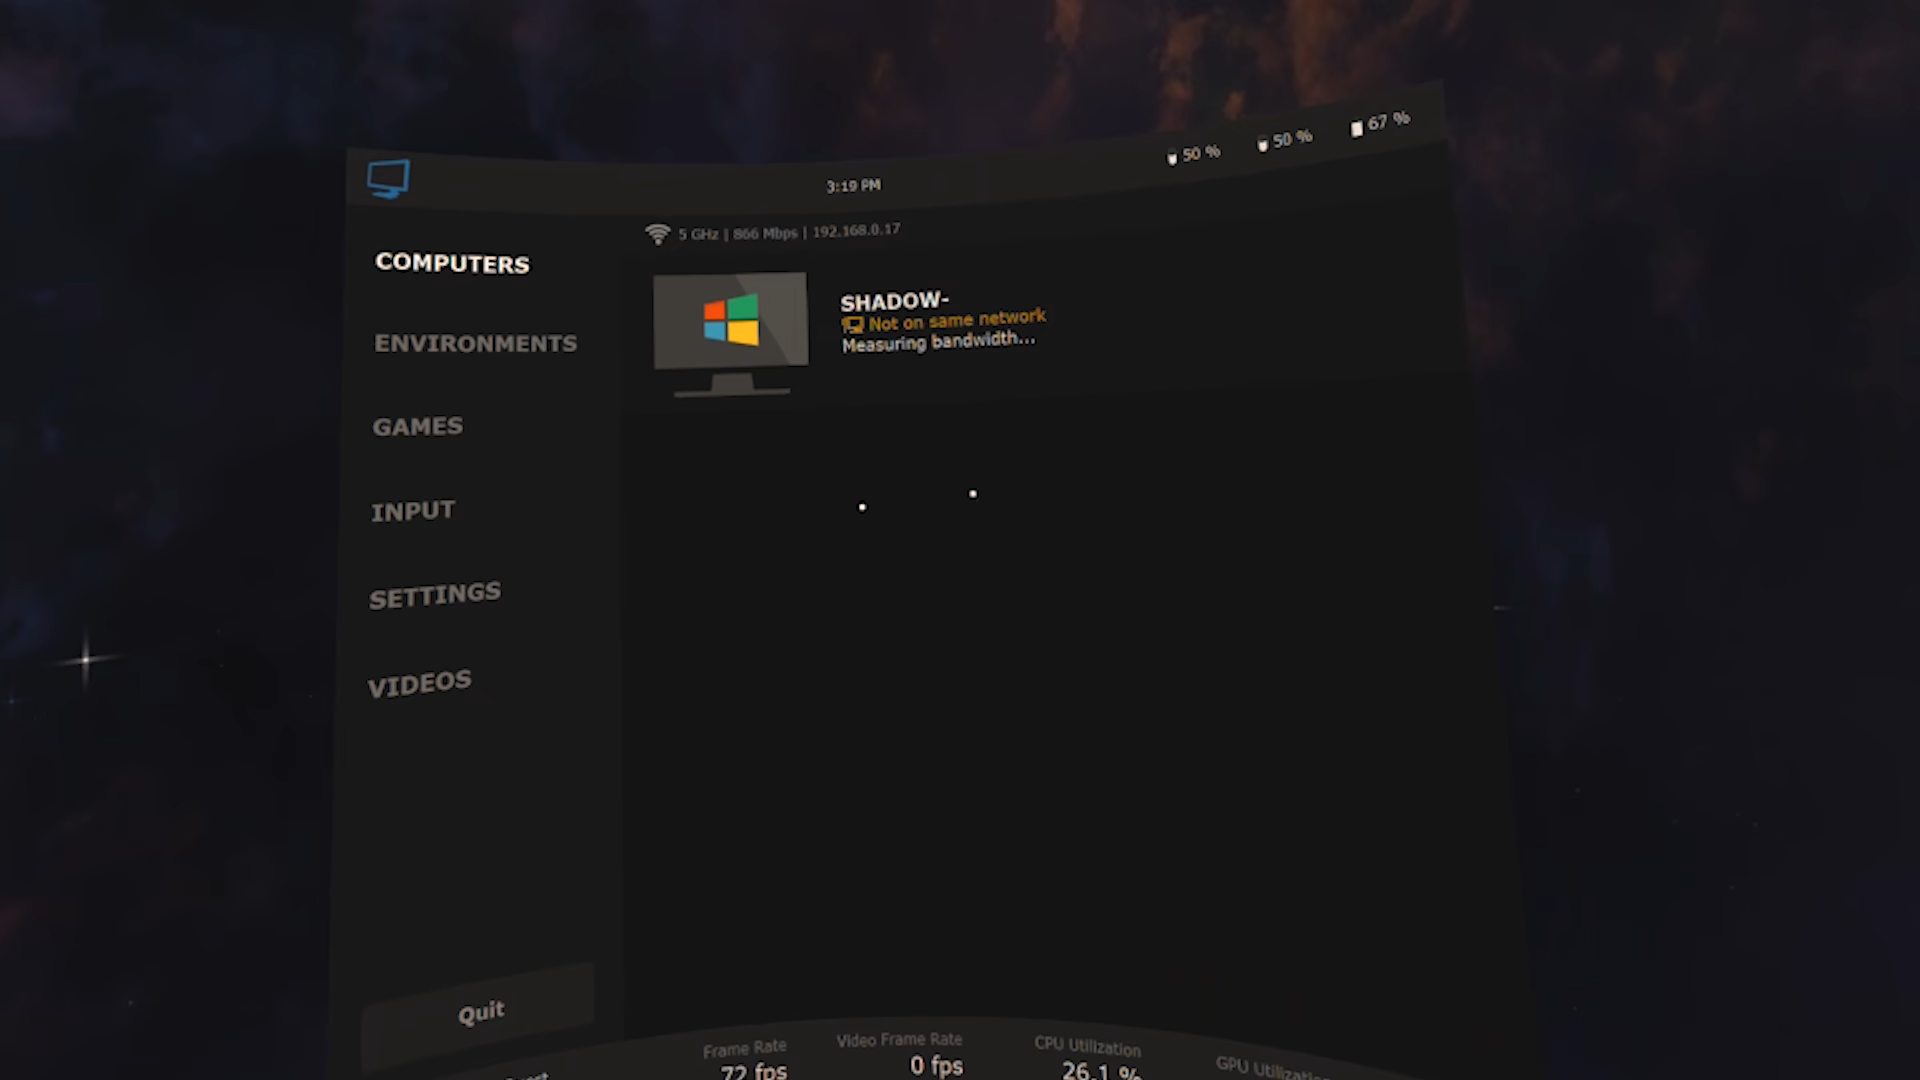 50 %
50 %
67 %
3:19 PM
5 GHz | 866 Mbps | 192.168.0.17
COMPUTERS
SHADOW-
Not on same network
Measuring bandwidth...
ENVIRONMENTS
GAMES
INPUT
SETTINGS
VIDEOS
Quit
Frame Rate
72 fps
Video Frame Rate
0 fps
CPU Utilization
26.1 %
GPU